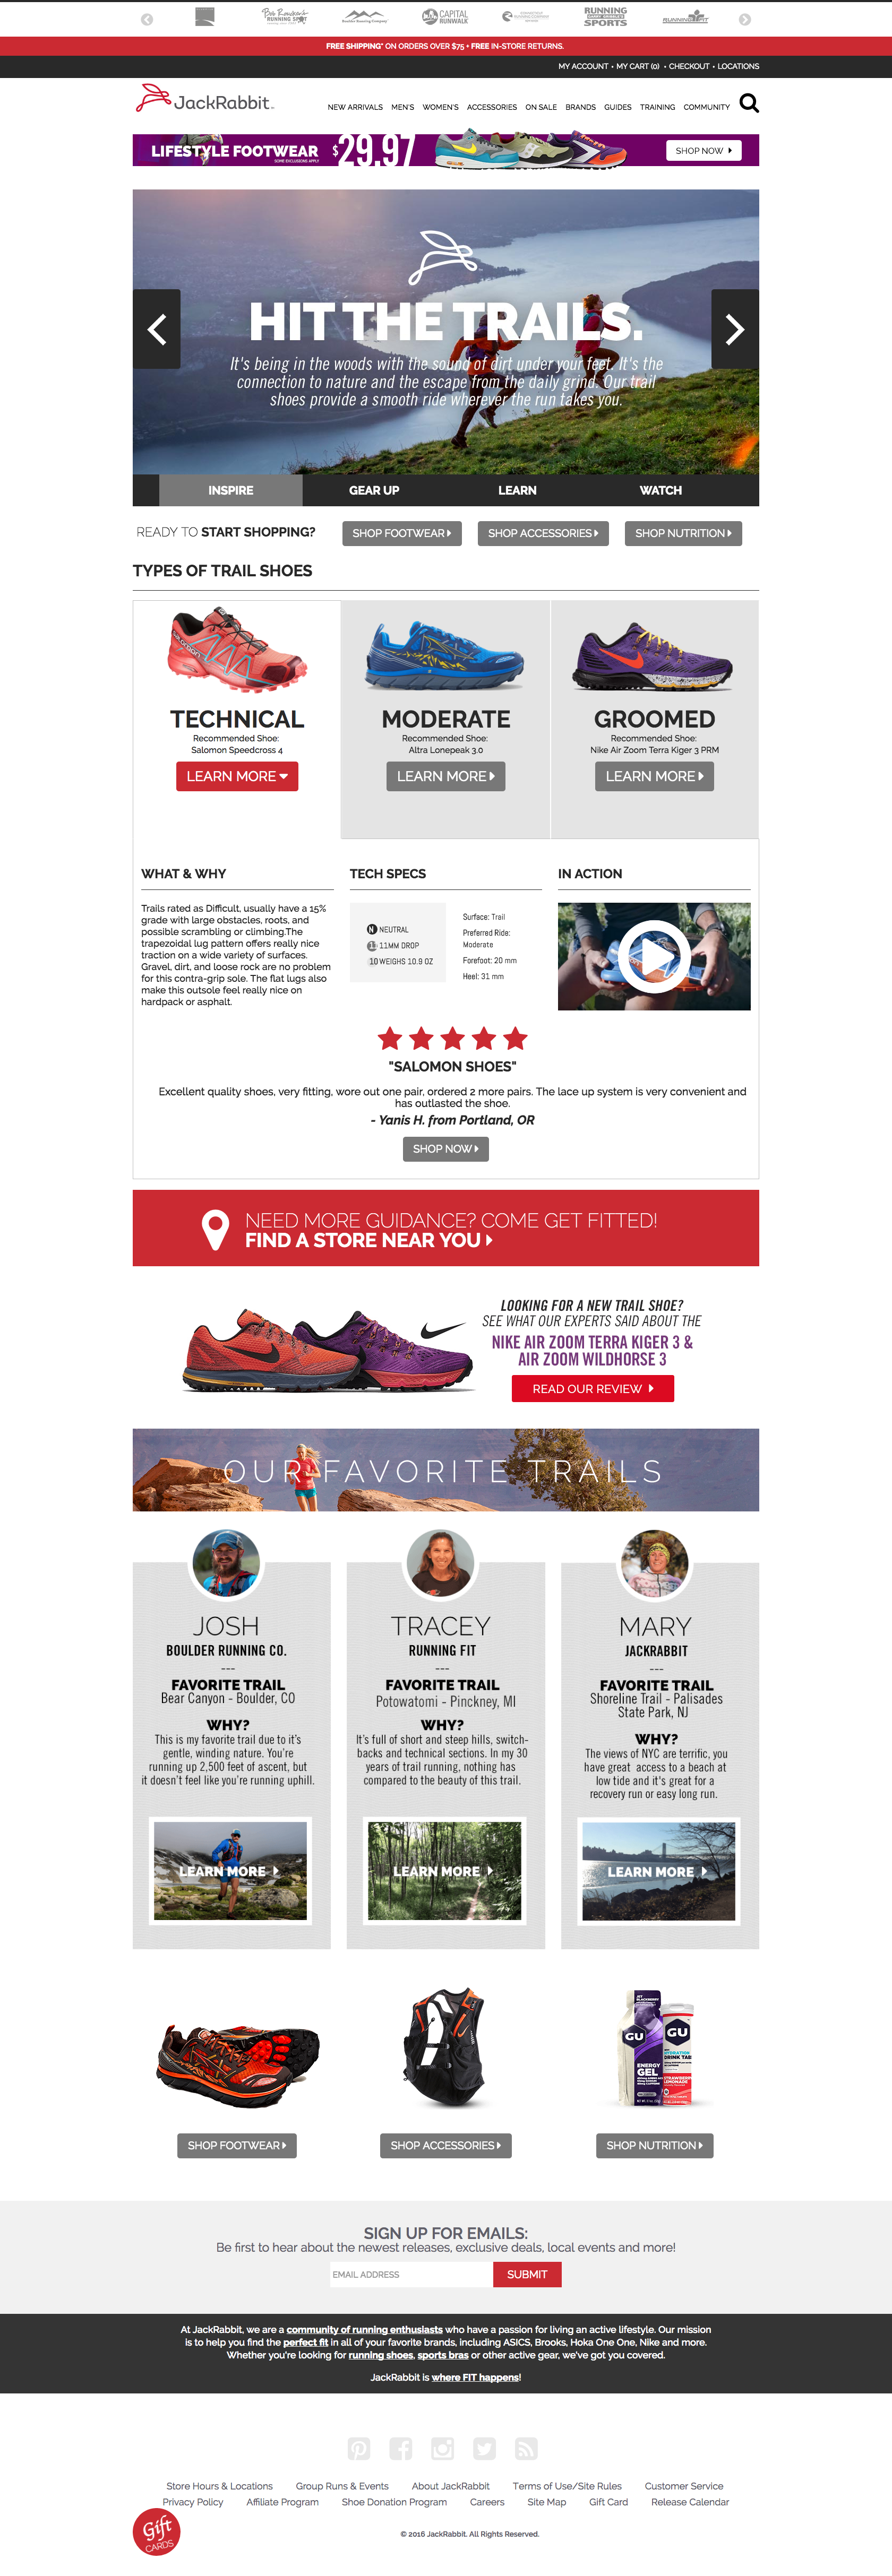 CAPITAL
RUNWALK
RUNNING
SPORTS
FREE SHIPPING* ON ORDERS OVER $75 + FREE IN-STORE RETURNS.
MY ACCOUNT • MY CART (0) • CHECKOUT • LOCATIONS
JackRabbit
NEW ARRIVALS MEN'S WOMEN'S ACCESSORIES ON SALE BRANDS GUIDES TRAINING COMMUNITY
LIFESTYLE FOOTWEAR $29.97
SOME EXCLUSIONS APPLY
SHOP NOW
HIT THE TRAILS.
It's being in the woods with the sound of dirt under your feet. It's the
connection to nature and the escape from the daily grind. Our trail
shoes provide a smooth ride wherever the run takes you.
INSPIRE GEAR UP LEARN WATCH
READY TO START SHOPPING? SHOP FOOTWEAR SHOP ACCESSORIES SHOP NUTRITION
TYPES OF TRAIL SHOES
TECHNICAL
Recommended Shoe:
Salomon Speedcross 4
LEARN MORE
MODERATE
Recommended Shoe:
Altra Lonepeak 3.0
LEARN MORE
GROOMED
Recommended Shoe:
Nike Air Zoom Terra Kiger 3 PRM
LEARN MORE
WHAT & WHY
Trails rated as Difficult, usually have a 15%
grade with large obstacles, roots, and
possible scrambling or climbing.The
trapezoidal lug pattern offers really nice
traction on a wide variety of surfaces.
Gravel, dirt, and loose rock are no problem
for this contra-grip sole. The flat lugs also
make this outsole feel really nice on
hardpack or asphalt.
TECH SPECS
N NEUTRAL
11MM DROP
10 WEIGHS 10.9 OZ
Surface: Trail
Preferred Ride:
Moderate
Forefoot: 20 mm
Heel: 31 mm
IN ACTION
"SALOMON SHOES"
Excellent quality shoes, very fitting, wore out one pair, ordered 2 more pairs. The lace up system is very convenient and
has outlasted the shoe.
- Yanis H. from Portland, OR
SHOP NOW
NEED MORE GUIDANCE? COME GET FITTED!
FIND A STORE NEAR YOU
LOOKING FOR A NEW TRAIL SHOE?
SEE WHAT OUR EXPERTS SAID ABOUT THE
NIKE AIR ZOOM TERRA KIGER 3 &
AIR ZOOM WILDHORSE 3
READ OUR REVIEW
OUR FAVORITE TRAILS
JOSH
BOULDER RUNNING CO.
---
FAVORITE TRAIL
Bear Canyon - Boulder, CO
WHY?
This is my favorite trail due to it's
gentle, winding nature. You're
running up 2,500 feet of ascent, but
it doesn't feel like you're running uphill.
LEARN MORE
TRACEY
RUNNING FIT
---
FAVORITE TRAIL
Potowatomi - Pinckney, MI
WHY?
It's full of short and steep hills, switch-
backs and technical sections. In my 30
years of trail running, nothing has
compared to the beauty of this trail.
LEARN MORE
MARY
JACKRABBIT
---
FAVORITE TRAIL
Shoreline Trail - Palisades
State Park, NJ
WHY?
The views of NYC are terrific, you
have great access to a beach at
low tide and it's great for a
recovery run or easy long run.
LEARN MORE
GU
ENERGY
GEL
GU
HYDRATION
DRINK TAB
STRAWBERRY
LEMONADE
SHOP FOOTWEAR SHOP ACCESSORIES SHOP NUTRITION
SIGN UP FOR EMAILS:
Be first to hear about the newest releases, exclusive deals, local events and more!
EMAIL ADDRESS SUBMIT
At JackRabbit, we are a community of running enthusiasts who have a passion for living an active lifestyle. Our mission
is to help you find the perfect fit in all of your favorite brands, including ASICS, Brooks, Hoka One One, Nike and more.
Whether you're looking for running shoes, sports bras or other active gear, we've got you covered.
JackRabbit is where FIT happens!
Store Hours & Locations Group Runs & Events About JackRabbit Terms of Use/Site Rules Customer Service
Privacy Policy Affiliate Program Shoe Donation Program Careers Site Map Gift Card Release Calendar
Gift
CARDS
© 2016 JackRabbit. All Rights Reserved.